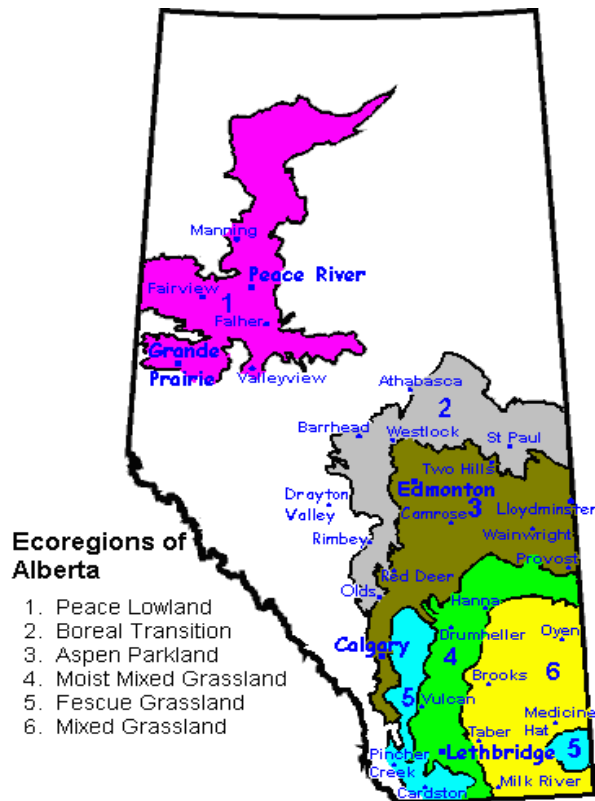 Manning
Peace River
Fairview
1
Falher
Grande
Prairie
Valleyview
Athabasca
2
Barrhead
Westlock
St Paul
Two Hills
Edmonton
Drayton
Valley
Camrose
3
Lloydminster
Rimbey
Wainwright
Red Deer
Provost
Olds
Hanna
Calgary
Drumheller
Oyen
4
6
Brooks
5
Vulcan
Medicine
Hat
Taber
5
Pincher
Creek
Lethbridge
Milk River
Cardston
Ecoregions of
Alberta
1. Peace Lowland
2. Boreal Transition
3. Aspen Parkland
4. Moist Mixed Grassland
5. Fescue Grassland
6. Mixed Grassland